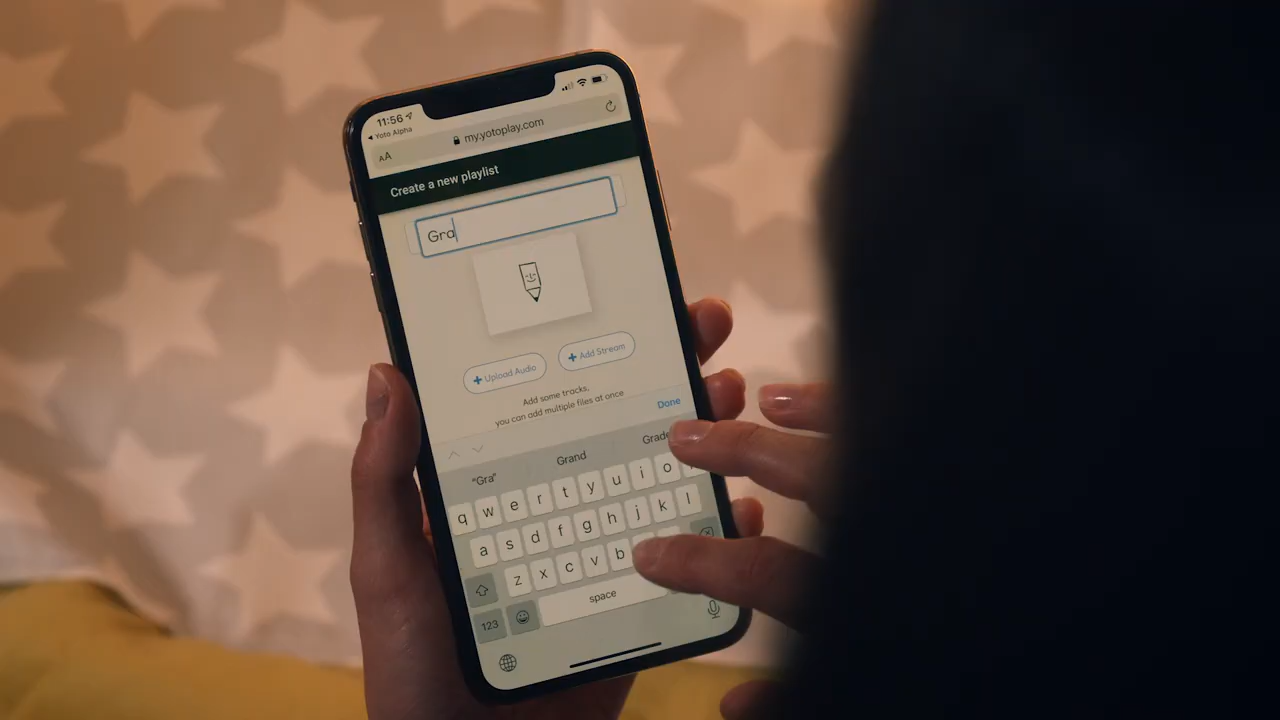 11:56
Yoto Alpha
AA
my.yotoplay.com
Create a new playlist
Gra
Upload Audio
Add Stream
Add some tracks,
you can add multiple files at once
Done
"Gra"
Grand
Grade
q w e r t y u i o
a s d f g h j k l
z x c v b
123
space